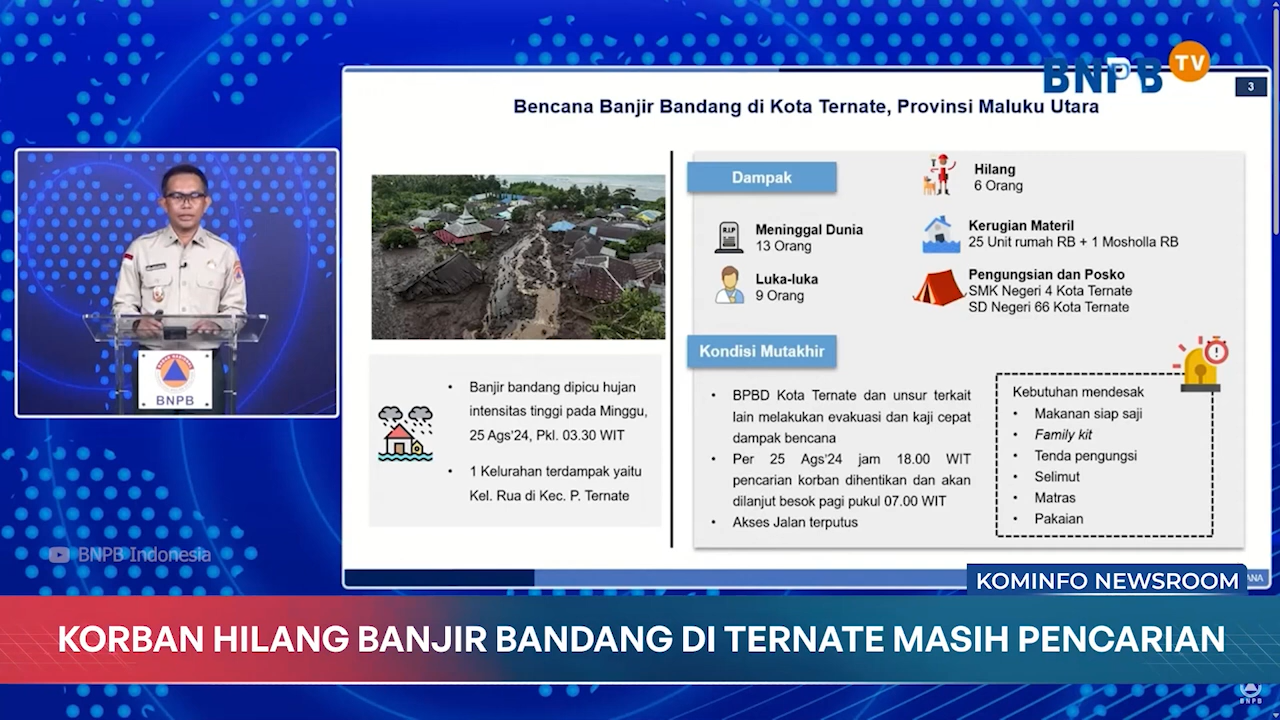 BNPB TV
3
Bencana Banjir Bandang di Kota Ternate, Provinsi Maluku Utara
Dampak
Hilang
6 Orang
R.I.P
Meninggal Dunia
13 Orang
Kerugian Materil
25 Unit rumah RB + 1 Mosholla RB
Luka-luka
9 Orang
Pengungsian dan Posko
SMK Negeri 4 Kota Ternate
SD Negeri 66 Kota Ternate
• Banjir bandang dipicu hujan
intensitas tinggi pada Minggu,
25 Ags'24, Pkl. 03.30 WIT
• 1 Kelurahan terdampak yaitu
Kel. Rua di Kec. P. Ternate
Kondisi Mutakhir
• BPBD Kota Ternate dan unsur terkait
lain melakukan evakuasi dan kaji cepat
dampak bencana
• Per 25 Ags'24 jam 18.00 WIT
pencarian korban dihentikan dan akan
dilanjut besok pagi pukul 07.00 WIT
• Akses Jalan terputus
Kebutuhan mendesak
• Makanan siap saji
• Family kit
• Tenda pengungsi
• Selimut
• Matras
• Pakaian
BNPB
BNPB Indonesia
KOMINFO NEWSROOM
KORBAN HILANG BANJIR BANDANG DI TERNATE MASIH PENCARIAN
BNPB